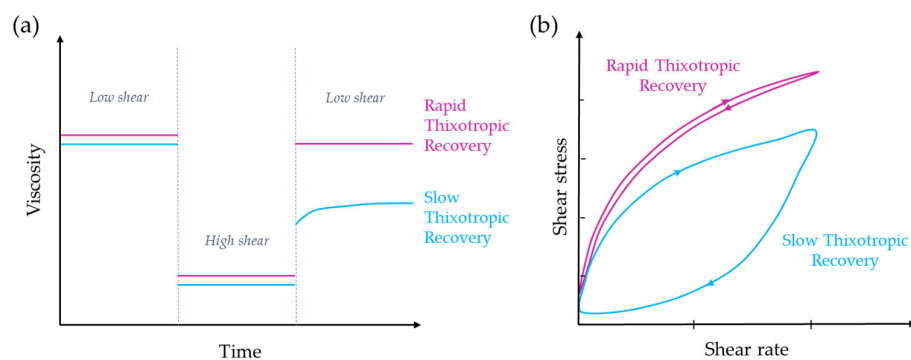 (a)
Viscosity
Low shear
High shear
Low shear
Rapid
Thixotropic
Recovery
Slow
Thixotropic
Recovery
Time
(b)
Shear stress
Rapid Thixotropic
Recovery
Slow Thixotropic
Recovery
Shear rate